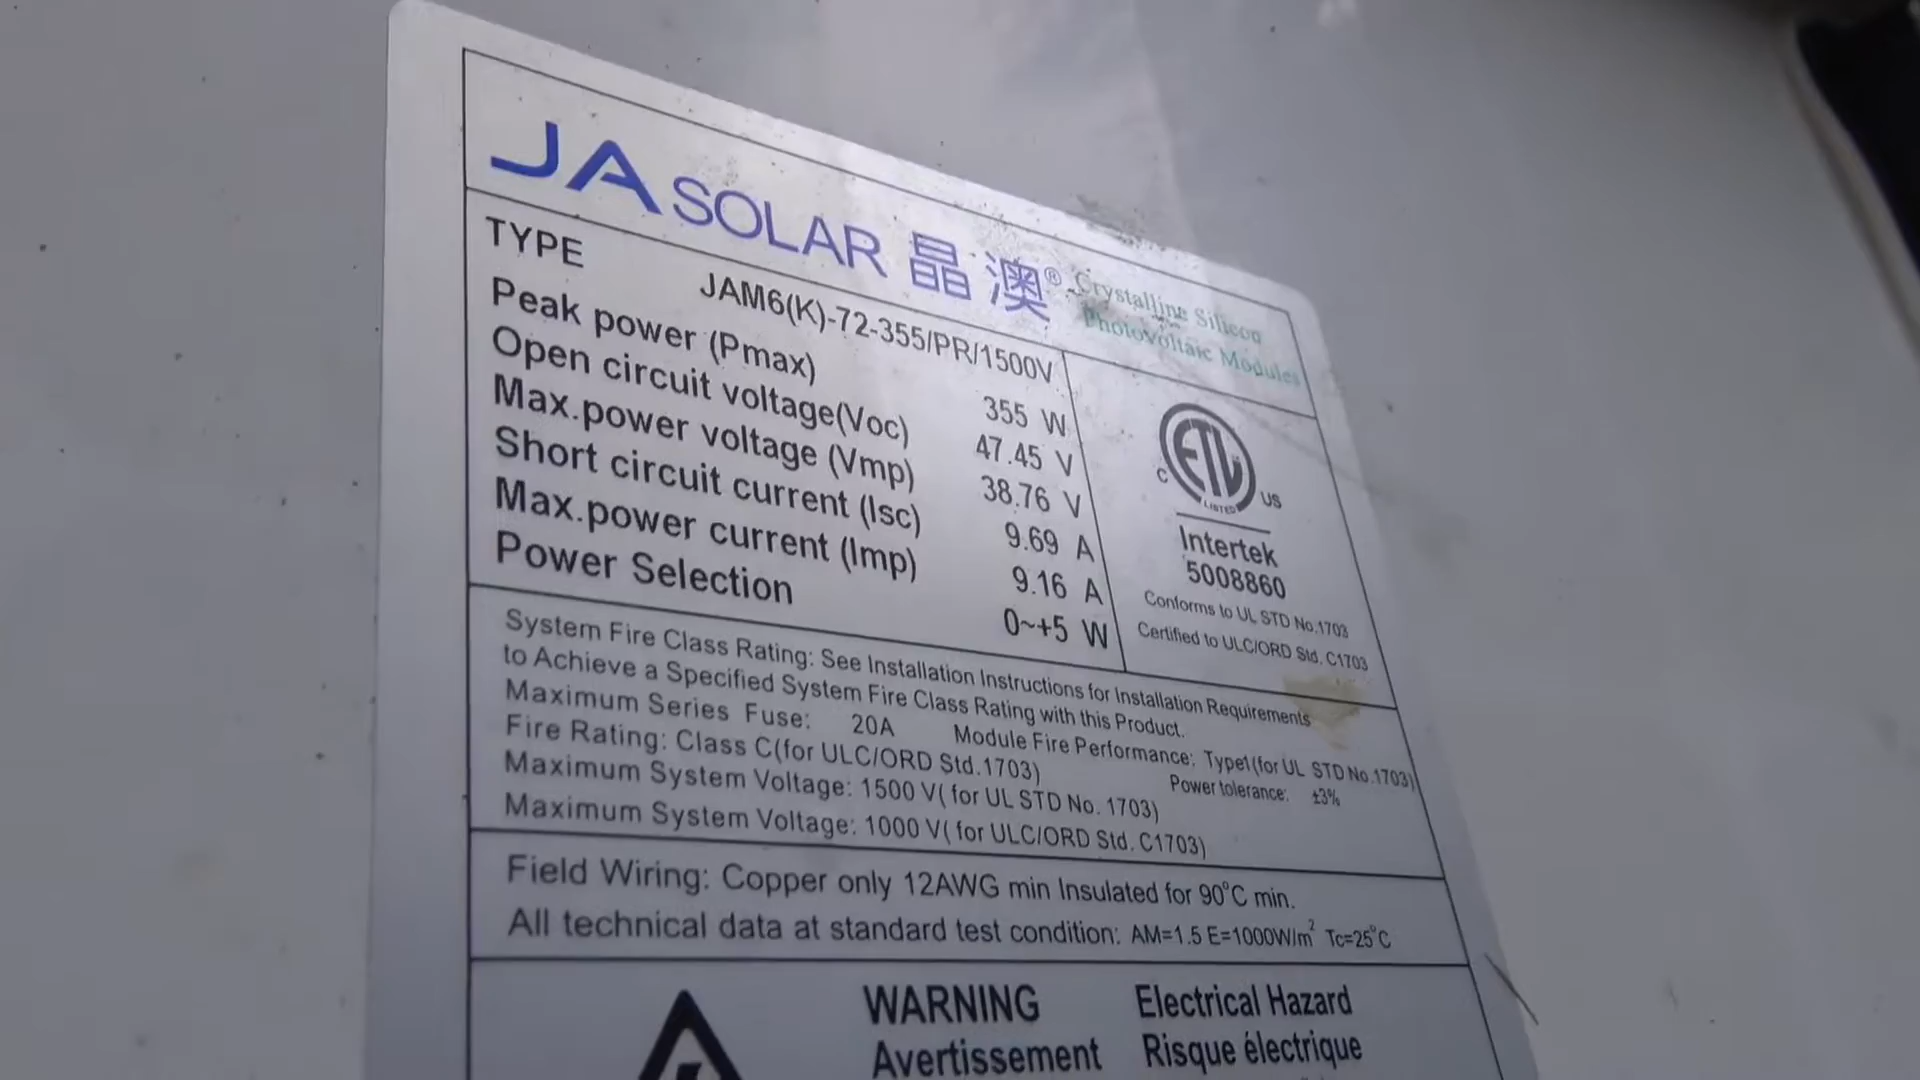 JA SOLAR 晶澳® Crystalline Silicon
Photovoltaic Modules
TYPE JAM6(K)-72-355/PR/1500V
Peak power (Pmax) 355 W
Open circuit voltage(Voc) 47.45 V
Max.power voltage (Vmp) 38.76 V
Short circuit current (Isc) 9.69 A
Max.power current (Imp) 9.16 A
Power Selection 0~+5 W
C ETL US
LISTED
Intertek
5008860
Conforms to UL STD No.1703
Certified to ULC/ORD Std. C1703
System Fire Class Rating: See Installation Instructions for Installation Requirements
to Achieve a Specified System Fire Class Rating with this Product.
Maximum Series Fuse: 20A Module Fire Performance: Type1(for UL STD No.1703)
Fire Rating: Class C(for ULC/ORD Std.1703) Power tolerance: ±3%
Maximum System Voltage: 1500 V( for UL STD No. 1703)
Maximum System Voltage: 1000 V( for ULC/ORD Std. C1703)
Field Wiring: Copper only 12AWG min Insulated for 90°C min.
All technical data at standard test condition: AM=1.5 E=1000W/m² Tc=25°C
WARNING Electrical Hazard
Avertissement Risque électrique